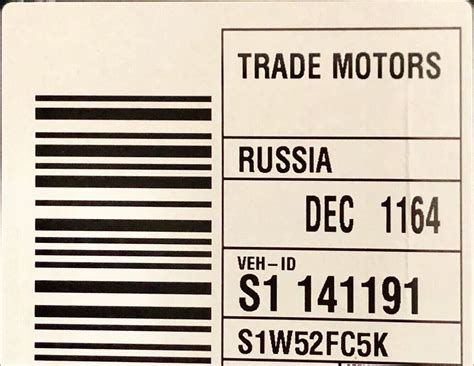 TRADE MOTORS
RUSSIA
DEC 1164
VEH-ID
S1 141191
S1W52FC5K